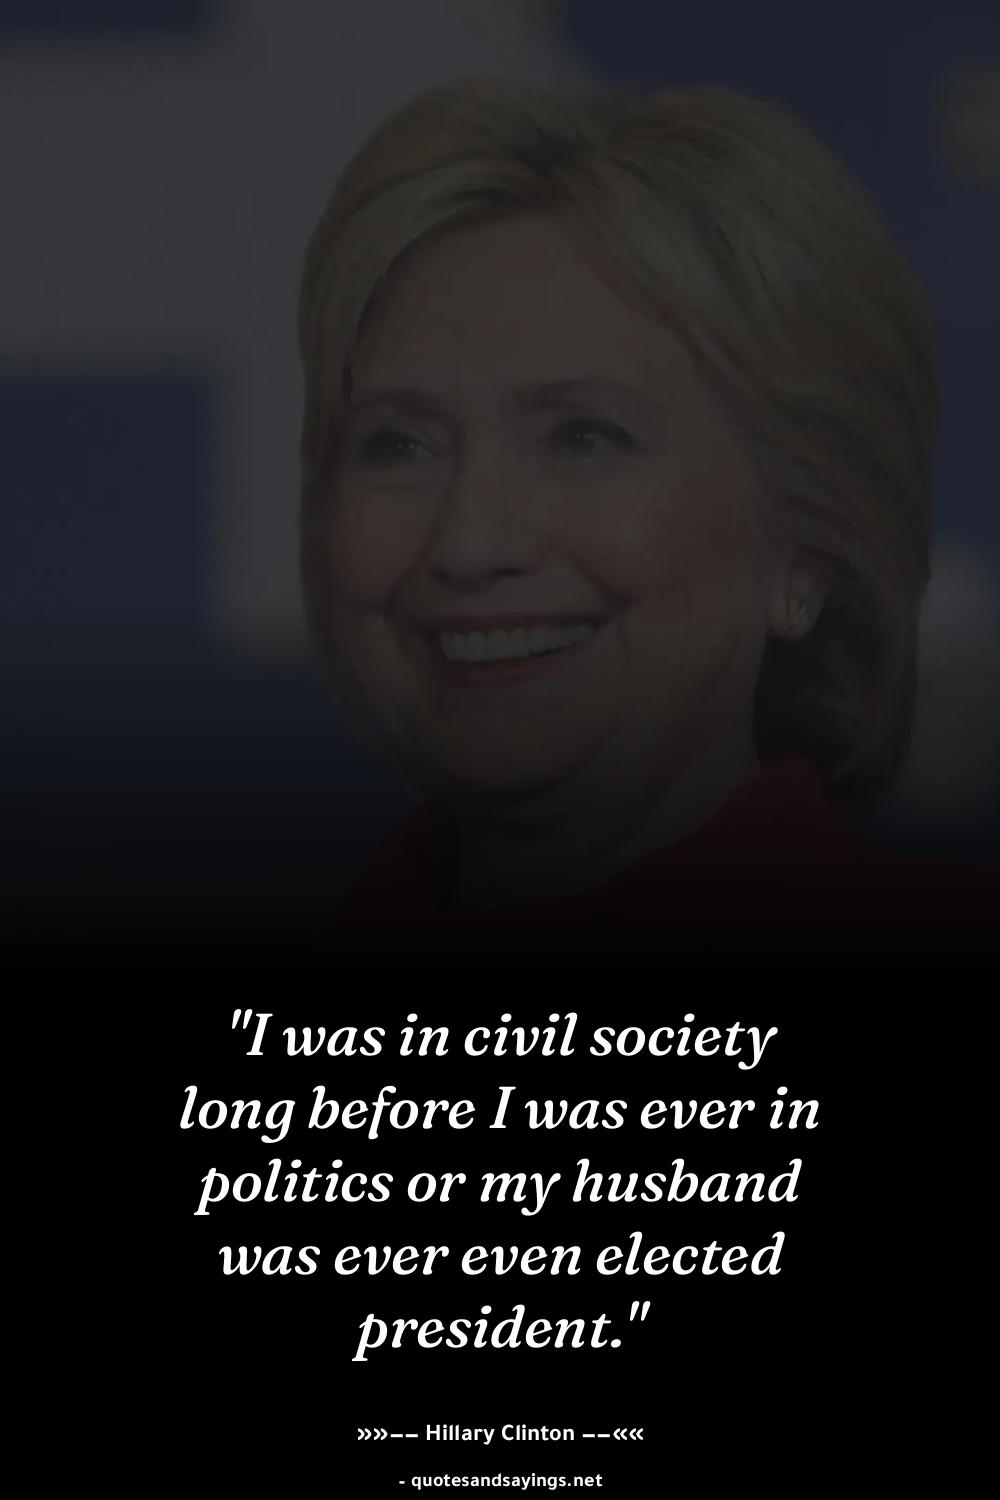 "I was in civil society
long before I was ever in
politics or my husband
was ever even elected
president."
»»–– Hillary Clinton ––««
- quotesandsayings.net